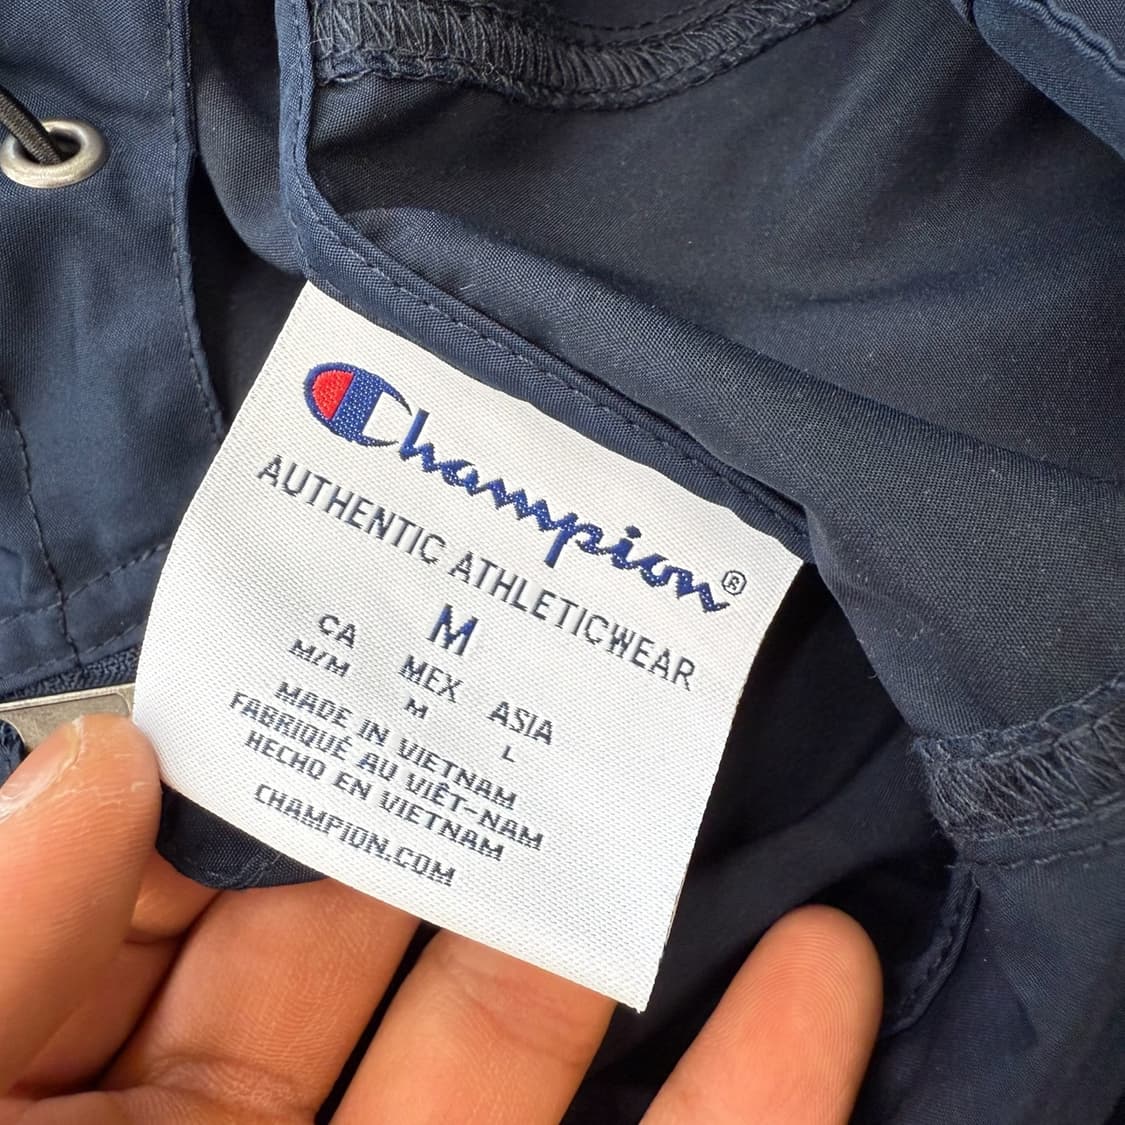 Champion®
AUTHENTIC ATHLETICWEAR
M
CA MEX ASIA
M/M M L
MADE IN VIETNAM
FABRIQUÉ AU VIÊT-NAM
HECHO EN VIETNAM
CHAMPION.COM